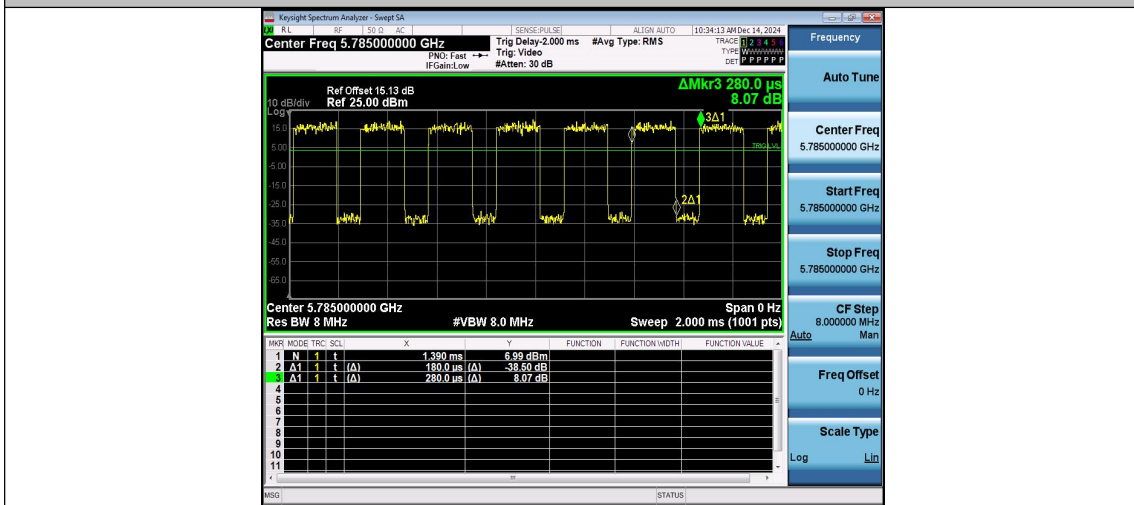 Keysight Spectrum Analyzer - Swept SA
RL RF 50 Ω AC SENSE:PULSE ALIGN AUTO 10:34:13 AM Dec 14, 2024
Center Freq 5.785000000 GHz
PNO: Fast
IFGain:Low
Trig Delay-2.000 ms
Trig: Video
#Atten: 30 dB
#Avg Type: RMS
TRACE 1 2 3 4 5 6
TYPE
DET P P P P P P
Ref Offset 15.13 dB
10 dB/div Ref 25.00 dBm
Log
ΔMkr3 280.0 µs
8.07 dB
15.0
5.00
-5.00
-15.0
-25.0
-35.0
-45.0
-55.0
-65.0
3Δ1
TRIG LVL
2Δ1
Center 5.785000000 GHz Span 0 Hz
Res BW 8 MHz #VBW 8.0 MHz Sweep 2.000 ms (1001 pts)
MKR MODE TRC SCL X Y FUNCTION FUNCTION WIDTH FUNCTION VALUE
1 N 1 t 1.390 ms 6.99 dBm
2 Δ1 1 t (Δ) 180.0 µs (Δ) -38.50 dB
3 Δ1 1 t (Δ) 280.0 µs (Δ) 8.07 dB
4
5
6
7
8
9
10
11
MSG STATUS
Frequency
Auto Tune
Center Freq
5.785000000 GHz
Start Freq
5.785000000 GHz
Stop Freq
5.785000000 GHz
CF Step
8.000000 MHz
Auto Man
Freq Offset
0 Hz
Scale Type
Log Lin